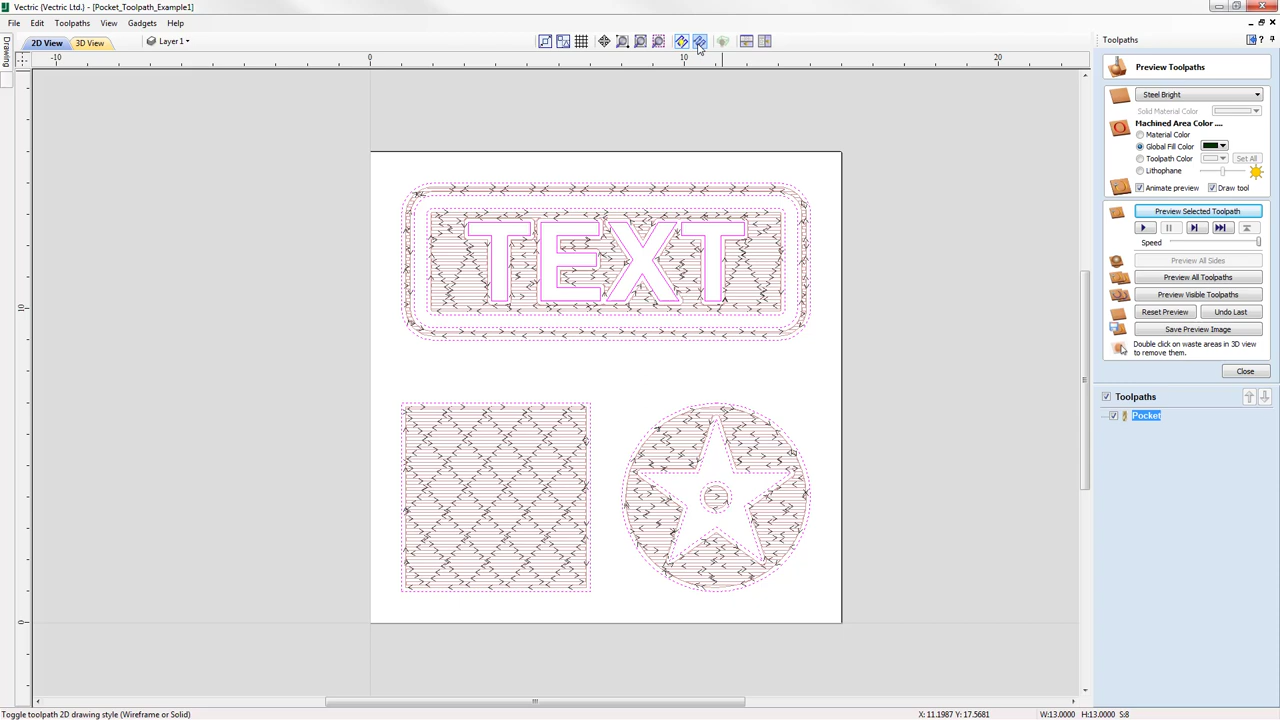 Vectric (Vectric Ltd.) - [Pocket_Toolpath_Example1]
File Edit Toolpaths View Gadgets Help
2D View 3D View Layer 1
Drawing
-10 0 10 20
10
0
TEXT
Toolpaths
Preview Toolpaths
Steel Bright
Solid Material Color
Machined Area Color ....
Material Color
Global Fill Color
Toolpath Color Set All
Lithophane
Animate preview Draw tool
Preview Selected Toolpath
Speed
Preview All Sides
Preview All Toolpaths
Preview Visible Toolpaths
Reset Preview Undo Last
Save Preview Image
Double click on waste areas in 3D view
to remove them.
Close
Toolpaths
Pocket
Toggle toolpath 2D drawing style (Wireframe or Solid) X: 11.1987 Y: 17.5681 W:13.0000 H:13.0000 S:8